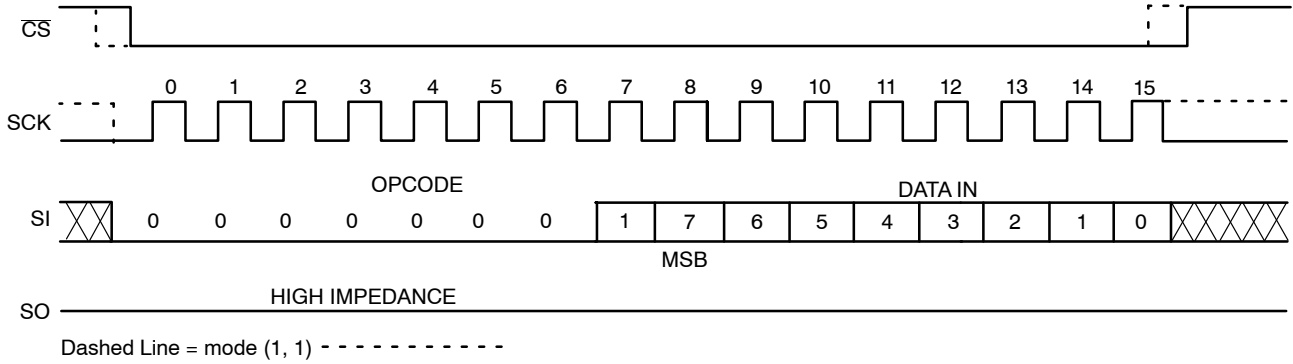 CS
0 1 2 3 4 5 6 7 8 9 10 11 12 13 14 15
SCK
OPCODE DATA IN
SI 0 0 0 0 0 0 0 1 7 6 5 4 3 2 1 0
MSB
HIGH IMPEDANCE
SO
Dashed Line = mode (1, 1)